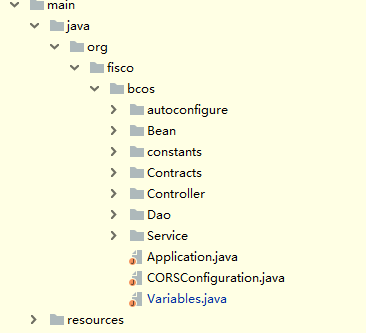 main
java
org
fisco
bcos
autoconfigure
Bean
constants
Contracts
Controller
Dao
Service
Application.java
CORSConfiguration.java
Variables.java
resources